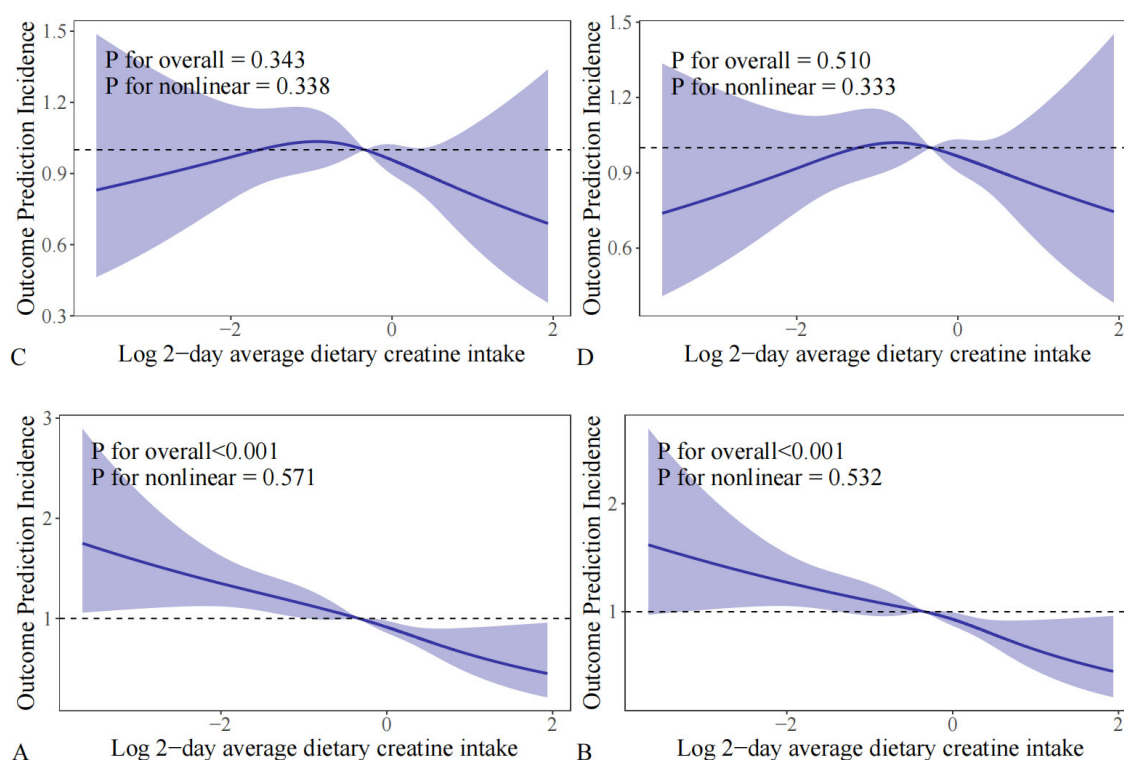 1.5
1.2
0.9
0.6
0.3
Outcome Prediction Incidence
P for overall = 0.343
P for nonlinear = 0.338
−2
0
2
C
Log 2−day average dietary creatine intake
1.5
1.2
0.9
0.6
Outcome Prediction Incidence
P for overall = 0.510
P for nonlinear = 0.333
−2
0
2
D
Log 2−day average dietary creatine intake
3
2
1
Outcome Prediction Incidence
P for overall<0.001
P for nonlinear = 0.571
−2
0
2
A
Log 2−day average dietary creatine intake
2
1
Outcome Prediction Incidence
P for overall<0.001
P for nonlinear = 0.532
−2
0
2
B
Log 2−day average dietary creatine intake